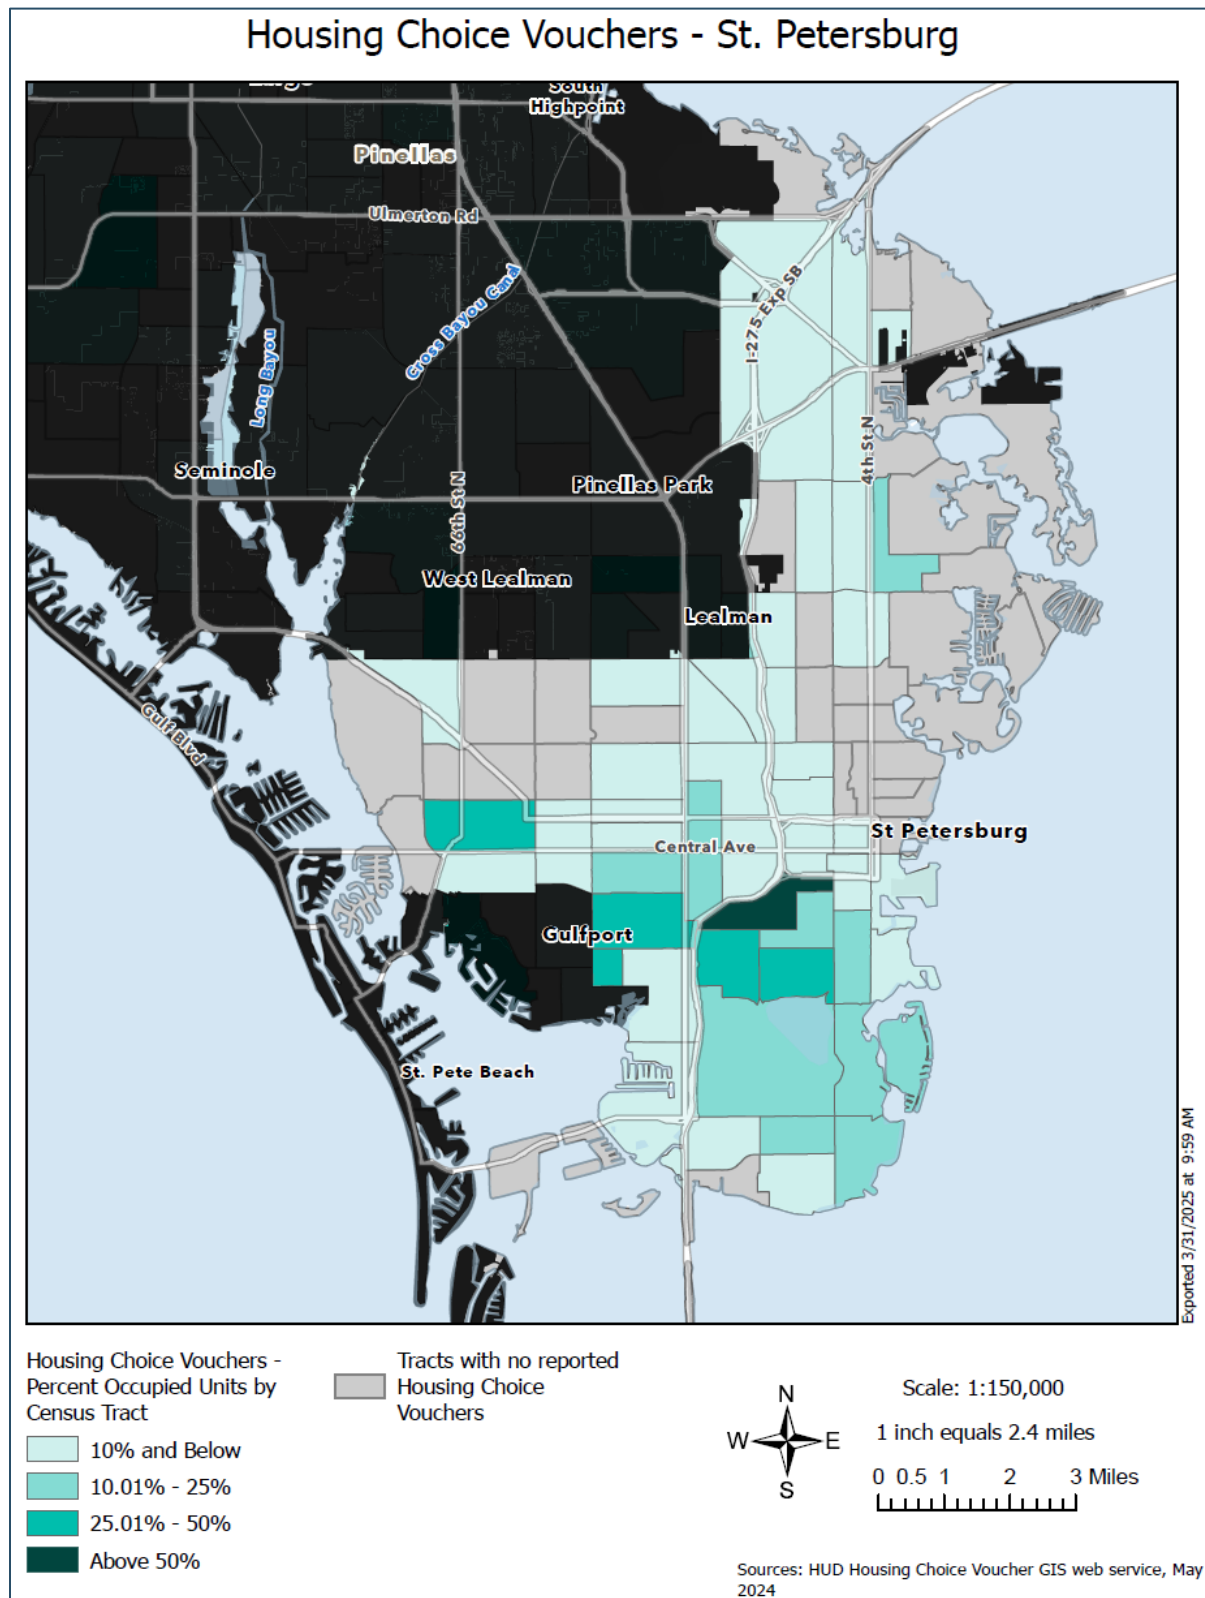 Housing Choice Vouchers - St. Petersburg
South
Highpoint
Pinellas
Ulmerton Rd
Cross Bayou Canal
I-275 Exp SB
Long Bayou
4th St N
Seminole
66th St N
Pinellas Park
West Lealman
Lealman
Gulf Blvd
St Petersburg
Central Ave
Gulfport
St. Pete Beach
Exported 3/31/2025 at 9:59 AM
Housing Choice Vouchers -
Percent Occupied Units by
Census Tract
10% and Below
10.01% - 25%
25.01% - 50%
Above 50%
Tracts with no reported
Housing Choice
Vouchers
N
W
E
S
Scale: 1:150,000
1 inch equals 2.4 miles
0 0.5 1 2 3 Miles
Sources: HUD Housing Choice Voucher GIS web service, May
2024